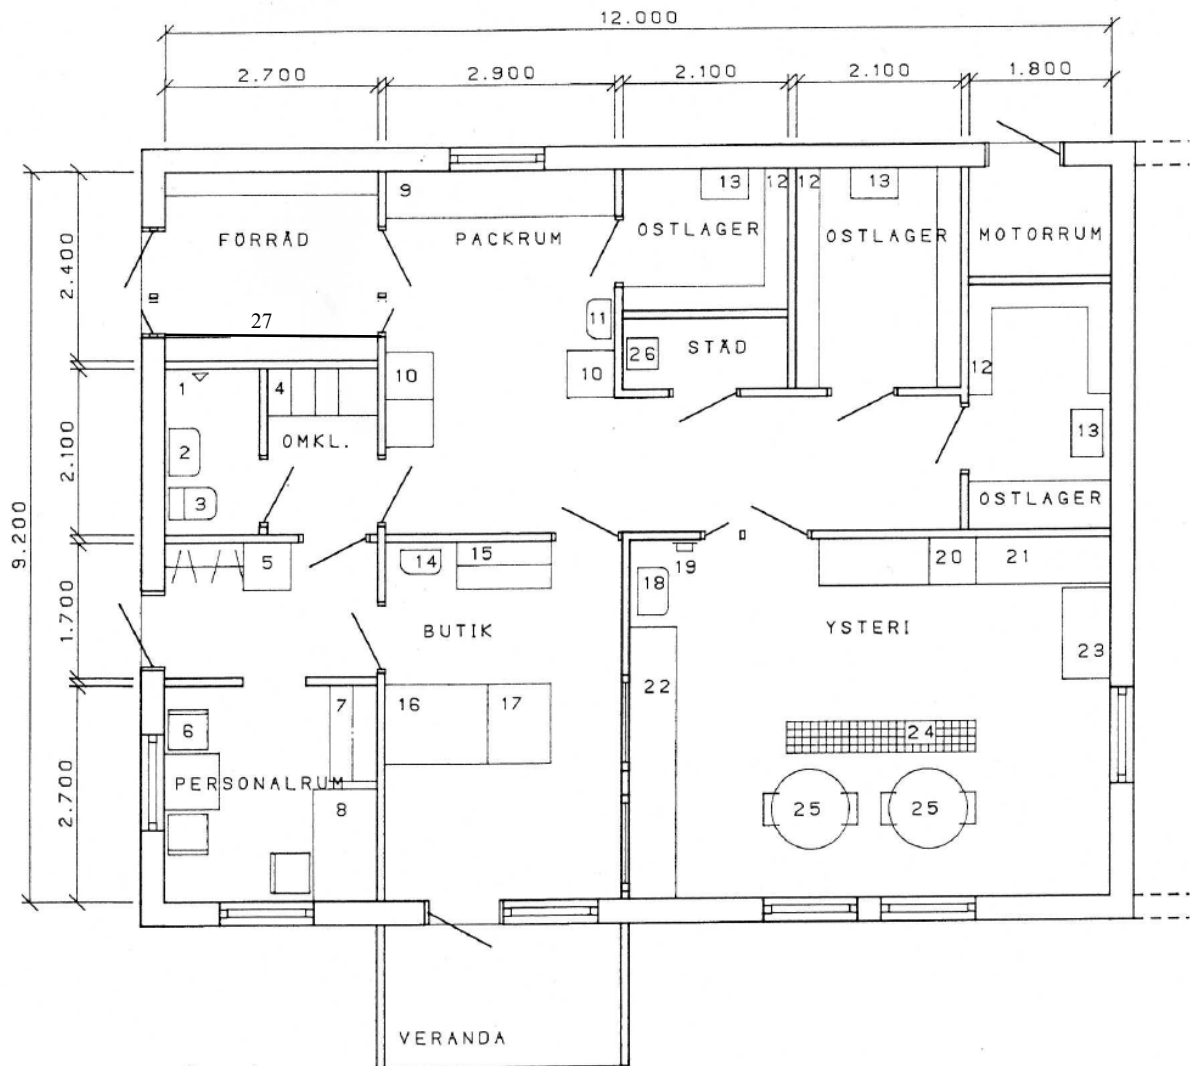 12.000
2.700 2.900 2.100 2.100 1.800
9 13 12 12 13
FÖRRÅD PACKRUM OSTLAGER OSTLAGER MOTORRUM
2.400
27 11
26 STÄD
1 4 10 10 12
2 OMKL. 13
2.100
3 OSTLAGER
9.200
5 14 15 18 19 20 21
1.700
BUTIK YSTERI
23
6 7 16 17 22
24
PERSONALRUM
2.700
8 25 25
VERANDA